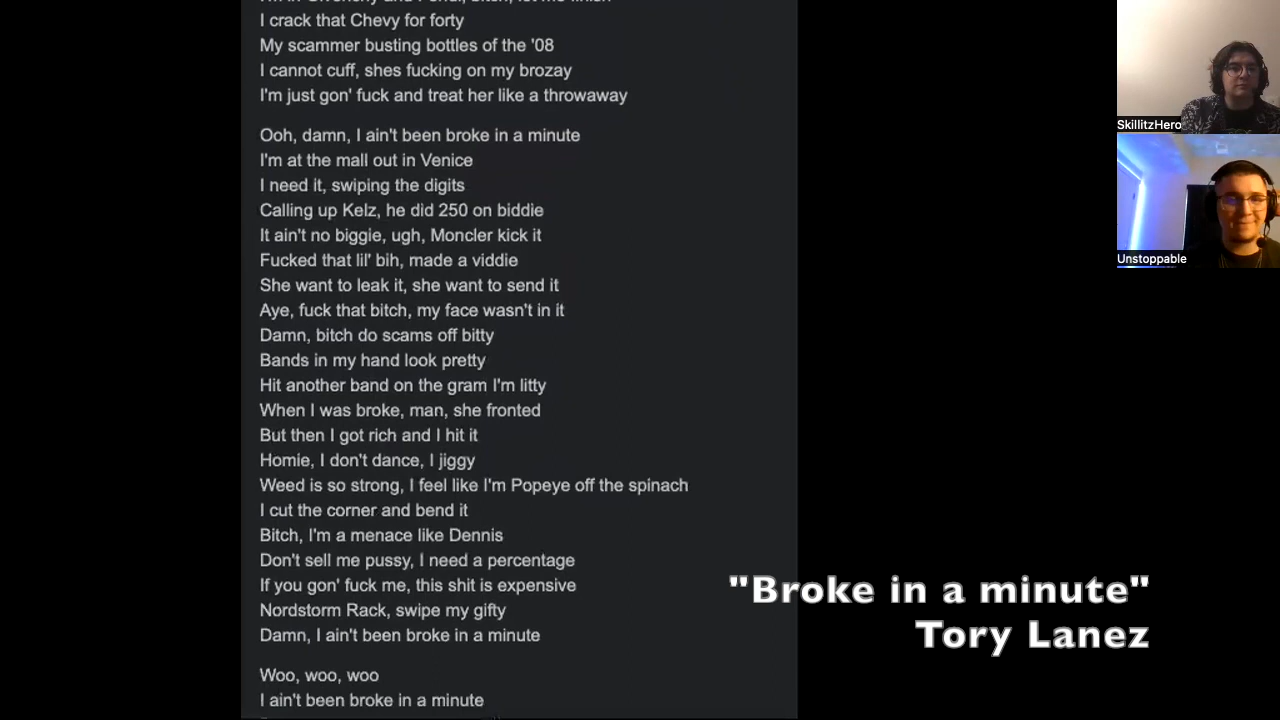 I crack that Chevy for forty
My scammer busting bottles of the '08
I cannot cuff, shes fucking on my brozay
I'm just gon' fuck and treat her like a throwaway
Ooh, damn, I ain't been broke in a minute
I'm at the mall out in Venice
I need it, swiping the digits
Calling up Kelz, he did 250 on biddie
It ain't no biggie, ugh, Moncler kick it
Fucked that lil' bih, made a viddie
She want to leak it, she want to send it
Aye, fuck that bitch, my face wasn't in it
Damn, bitch do scams off bitty
Bands in my hand look pretty
Hit another band on the gram I'm litty
When I was broke, man, she fronted
But then I got rich and I hit it
Homie, I don't dance, I jiggy
Weed is so strong, I feel like I'm Popeye off the spinach
I cut the corner and bend it
Bitch, I'm a menace like Dennis
Don't sell me pussy, I need a percentage
If you gon' fuck me, this shit is expensive
Nordstorm Rack, swipe my gifty
Damn, I ain't been broke in a minute
Woo, woo, woo
I ain't been broke in a minute
"Broke in a minute"
Tory Lanez
SkillitzHero
Unstoppable